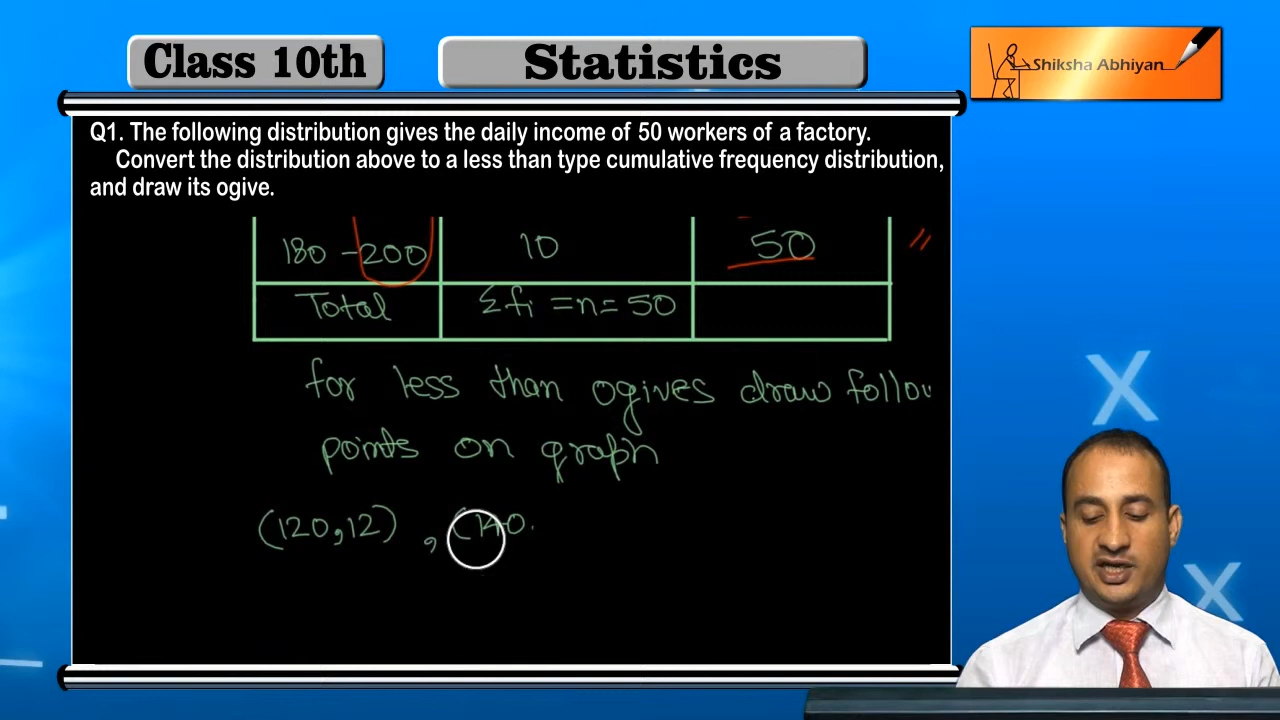 Class 10th
Statistics
Shiksha Abhiyan
Q1. The following distribution gives the daily income of 50 workers of a factory.
Convert the distribution above to a less than type cumulative frequency distribution,
and draw its ogive.
180 - 200 10 50 "
Total Σfi = n = 50
for less than ogives draw follow
points on graph
(120,12) , (140.
X
X